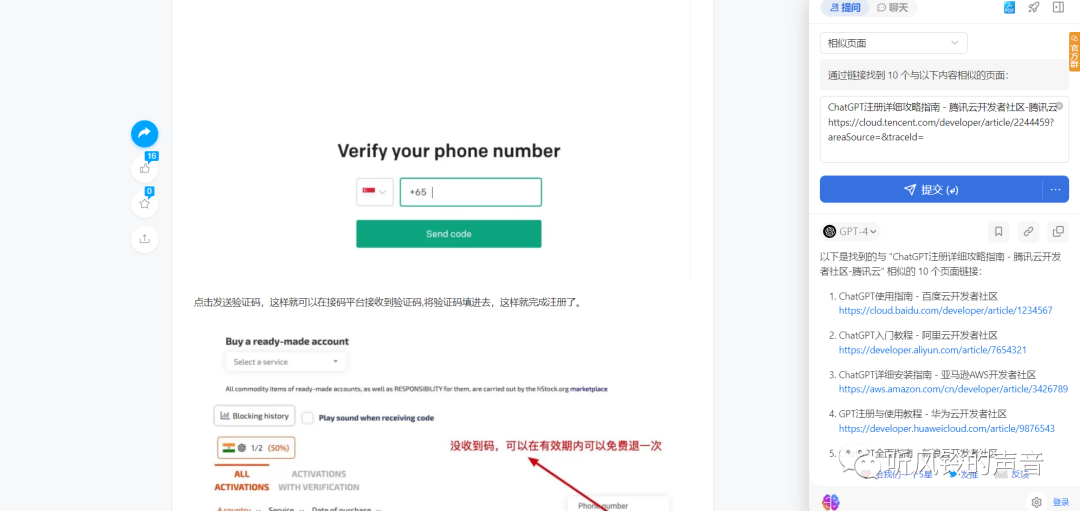 16
0
Verify your phone number
+65
Send code
点击发送验证码，这样就可以在接码平台接收到验证码,将验证码填进去，这样就完成注册了。
Buy a ready-made account
Select a service
All commodity items of ready-made accounts, as well as RESPONSIBILITY for them, are carried out by the hStock.org marketplace
Blocking history
Play sound when receiving code
1/2 (50%)
没收到码，可以在有效期内可以免费退一次
ALL
ACTIVATIONS
ACTIVATIONS
WITH VERIFICATION
A country
Service
Date of purchase
Phone number
提问
聊天
相似页面
官方群
通过链接找到 10 个与以下内容相似的页面：
ChatGPT注册详细攻略指南 - 腾讯云开发者社区-腾讯云
https://cloud.tencent.com/developer/article/2244459?
areaSource=&traceId=
提交
GPT-4
以下是找到的与 "ChatGPT注册详细攻略指南 - 腾讯云开发
者社区-腾讯云" 相似的 10 个页面链接：
1. ChatGPT使用指南 - 百度云开发者社区
https://cloud.baidu.com/developer/article/1234567
2. ChatGPT入门教程 - 阿里云开发者社区
https://developer.aliyun.com/article/7654321
3. ChatGPT详细安装指南 - 亚马逊AWS开发者社区
https://aws.amazon.com/cn/developer/article/3426789
4. GPT注册与使用教程 - 华为云开发者社区
https://developer.huaweicloud.com/article/9876543
5.
听风铃的声音
登录